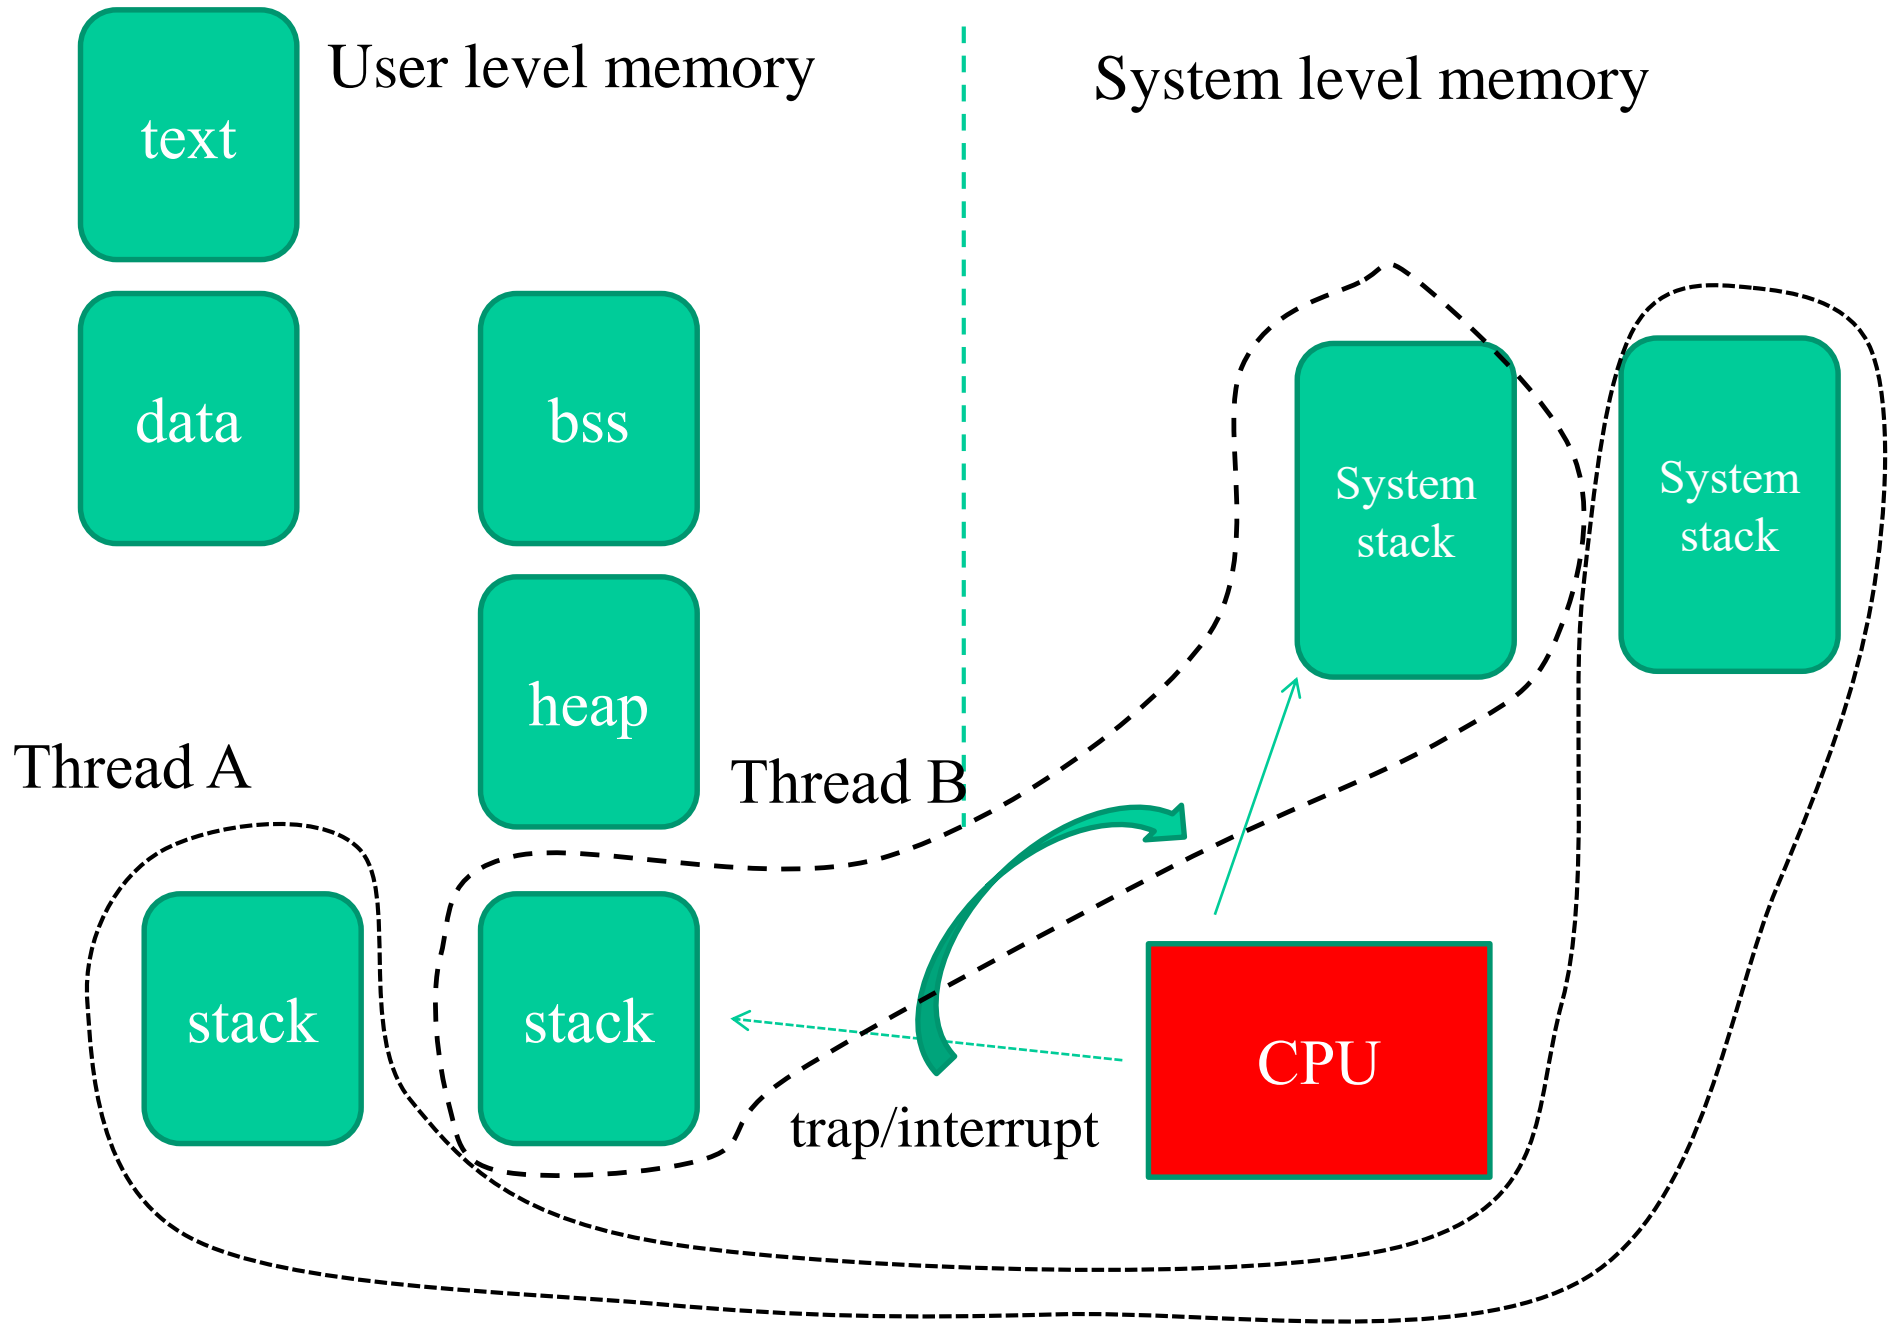 User level memory
System level memory
text
data
bss
System
stack
System
stack
heap
Thread A
Thread B
stack
stack
CPU
trap/interrupt